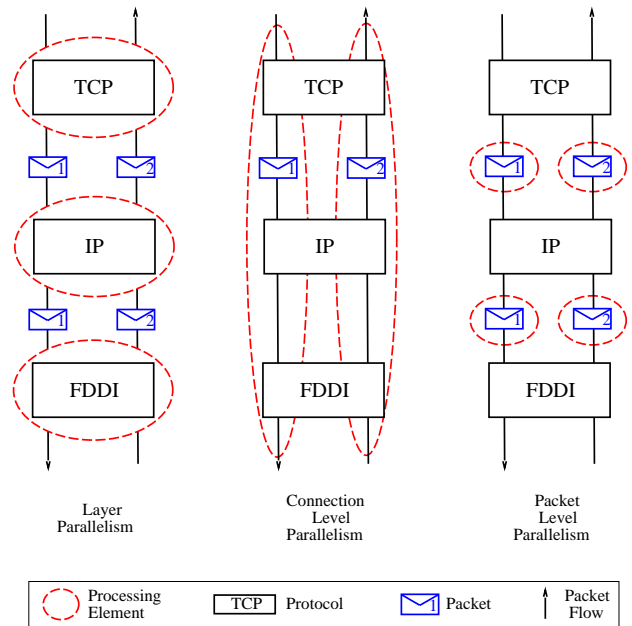 TCP
TCP
TCP
1
2
1
2
1
2
IP
IP
IP
1
2
1
2
FDDI
FDDI
FDDI
Layer
Parallelism
Connection
Level
Parallelism
Packet
Level
Parallelism
Processing
Element
TCP
Protocol
1
Packet
Packet
Flow